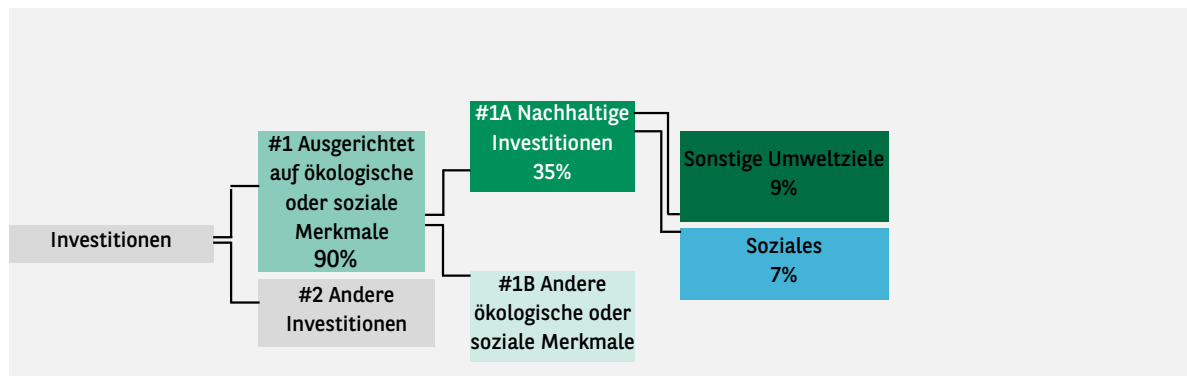 Investitionen
#1 Ausgerichtet
auf ökologische
oder soziale
Merkmale
90%
#2 Andere
Investitionen
#1A Nachhaltige
Investitionen
35%
#1B Andere
ökologische oder
soziale Merkmale
Sonstige Umweltziele
9%
Soziales
7%